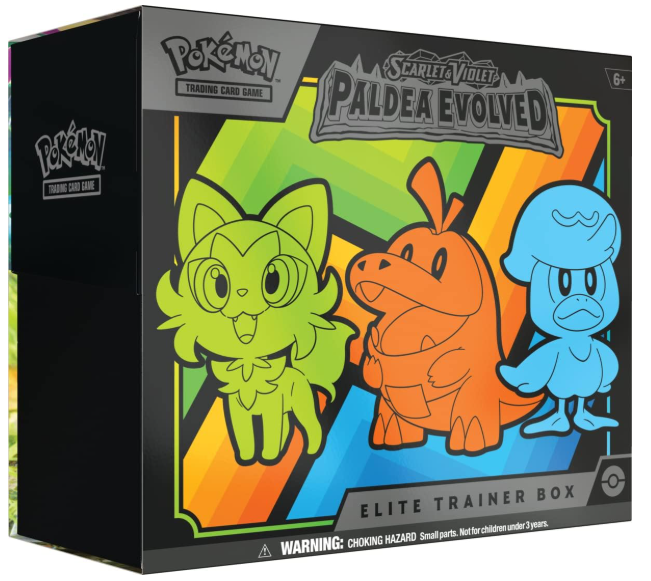 POKéMON
TRADING CARD GAME
SCARLET & VIOLET
PALDEA EVOLVED
6+
POKéMON
TRADING CARD GAME
ELITE TRAINER BOX
WARNING: CHOKING HAZARD Small parts. Not for children under 3 years.